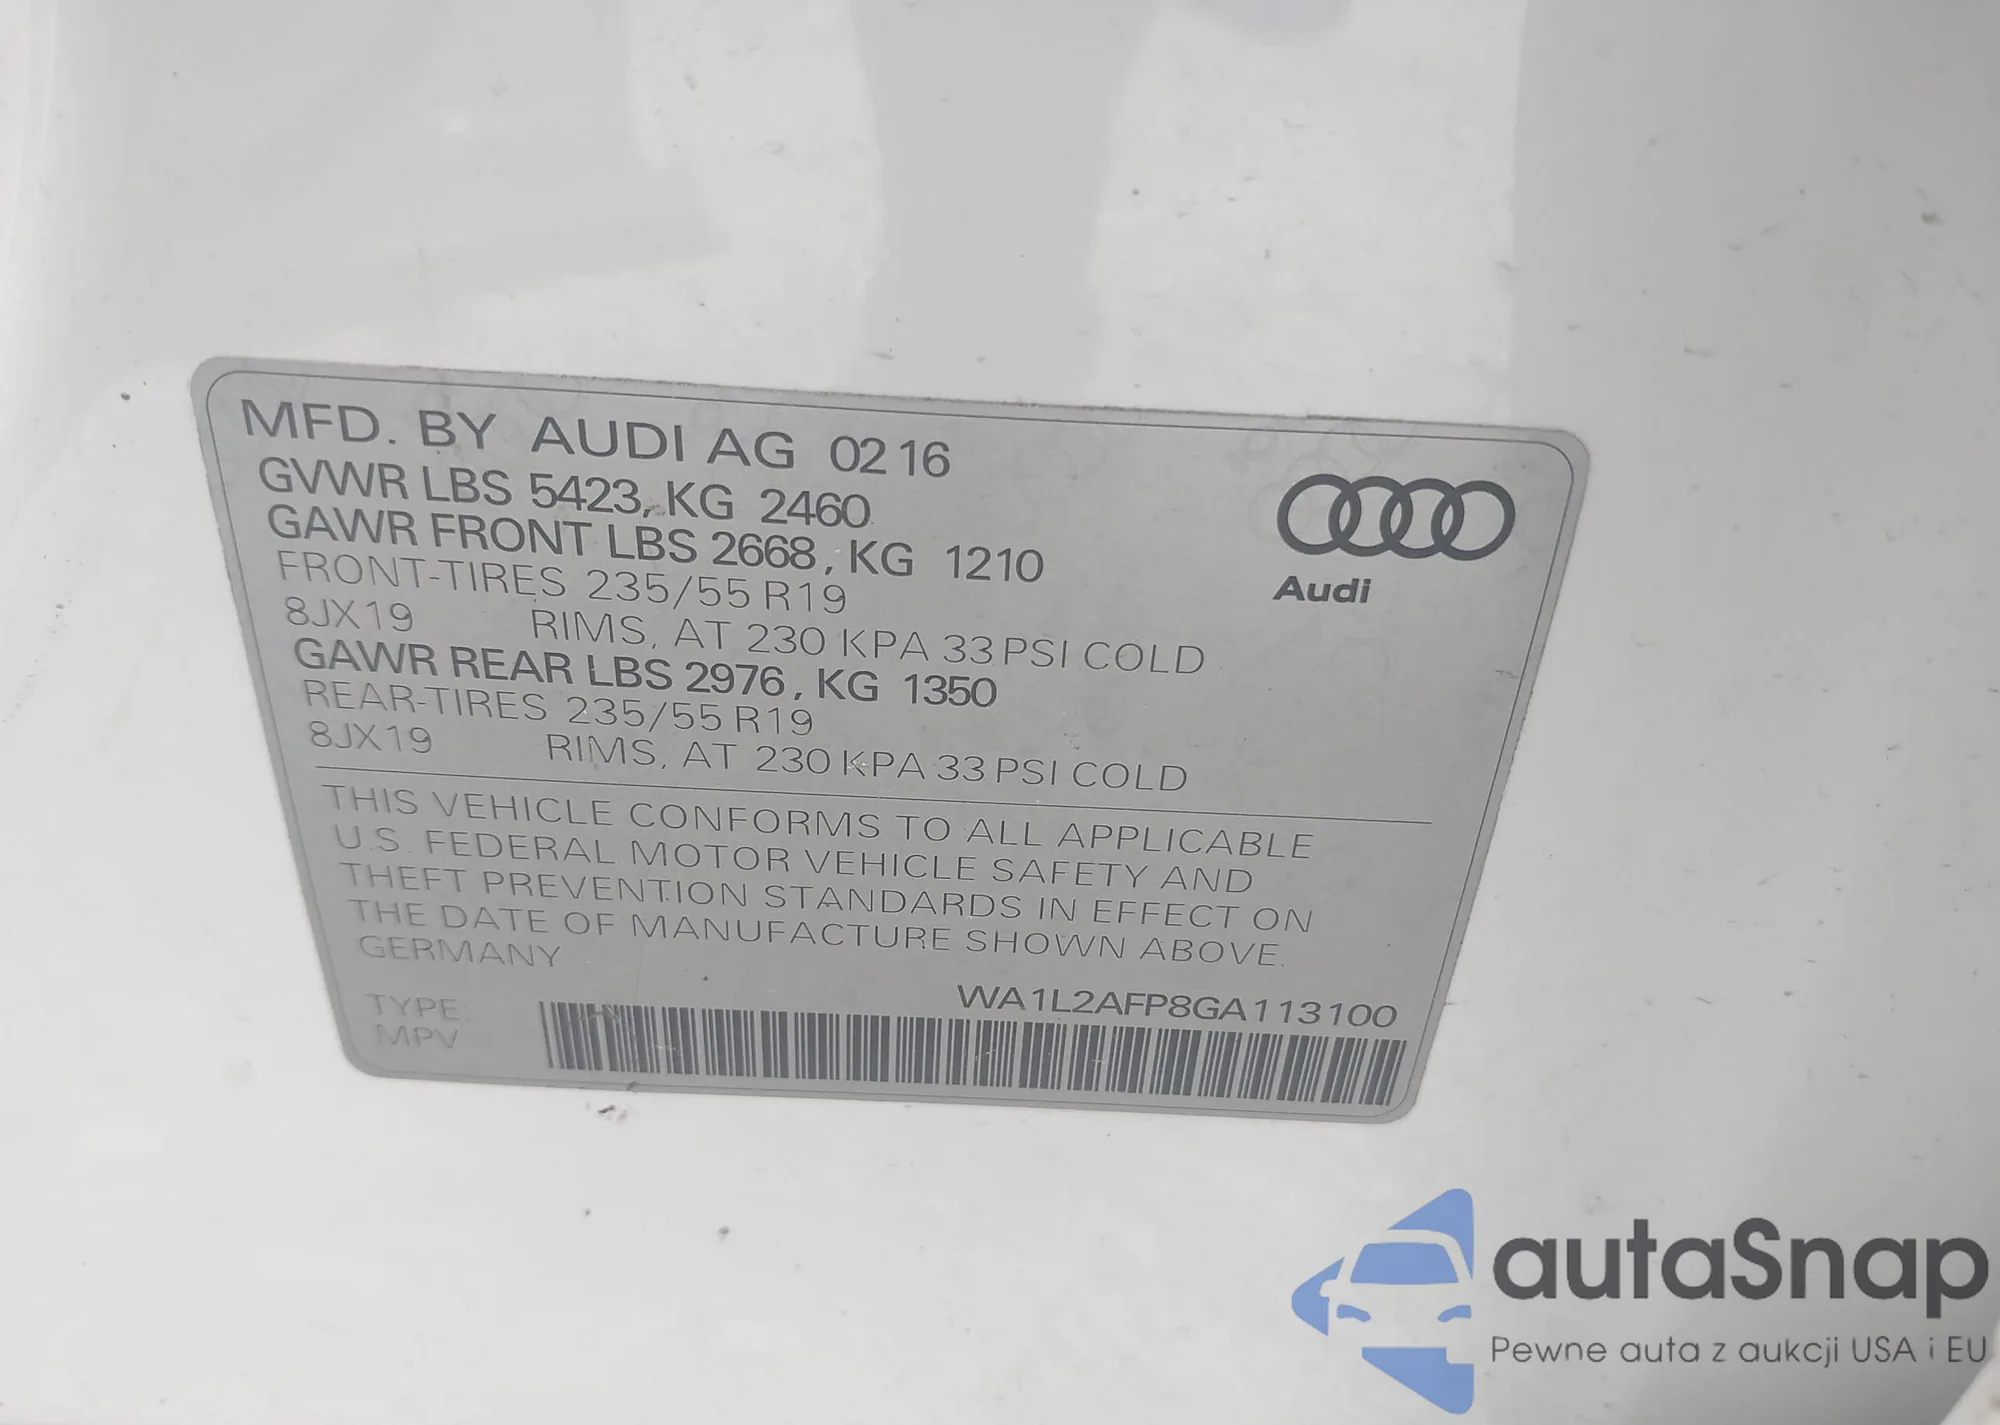 MFD. BY AUDI AG 0216
GVWR LBS 5423, KG 2460
GAWR FRONT LBS 2668, KG 1210
FRONT-TIRES 235/55 R19
8JX19 RIMS, AT 230 KPA 33 PSI COLD
GAWR REAR LBS 2976, KG 1350
REAR-TIRES 235/55 R19
8JX19 RIMS, AT 230 KPA 33 PSI COLD
Audi
THIS VEHICLE CONFORMS TO ALL APPLICABLE
U.S. FEDERAL MOTOR VEHICLE SAFETY AND
THEFT PREVENTION STANDARDS IN EFFECT ON
THE DATE OF MANUFACTURE SHOWN ABOVE.
GERMANY
WA1L2AFP8GA113100
TYPE:
MPV
autaSnap
Pewne auta z aukcji USA i EU